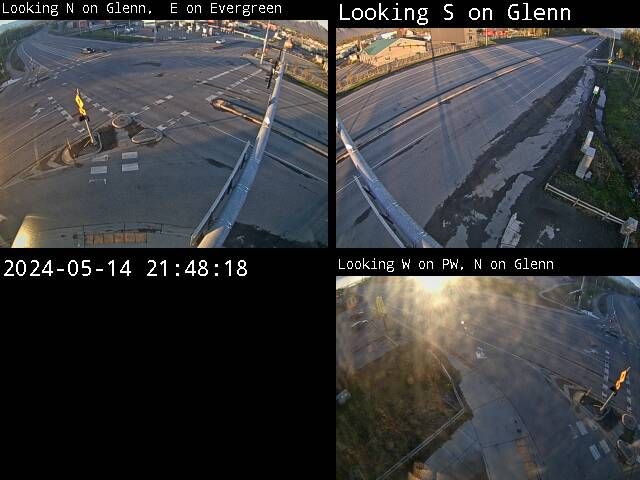 Looking N on Glenn,  E on Evergreen
Looking S on Glenn
2024-05-14 21:48:18
Looking W on PW, N on Glenn